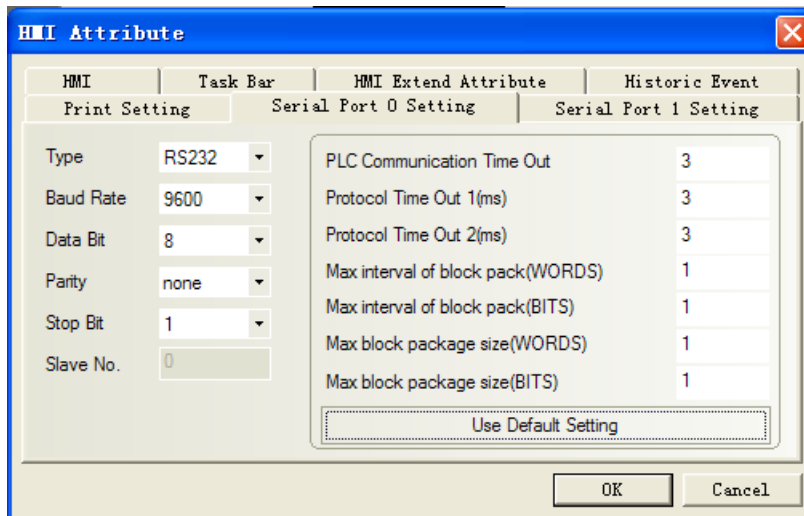 HMI Attribute
HMI Task Bar HMI Extend Attribute Historic Event
Print Setting Serial Port 0 Setting Serial Port 1 Setting
Type RS232
Baud Rate 9600
Data Bit 8
Parity none
Stop Bit 1
Slave No. 0
PLC Communication Time Out 3
Protocol Time Out 1(ms) 3
Protocol Time Out 2(ms) 3
Max interval of block pack(WORDS) 1
Max interval of block pack(BITS) 1
Max block package size(WORDS) 1
Max block package size(BITS) 1
Use Default Setting
OK Cancel